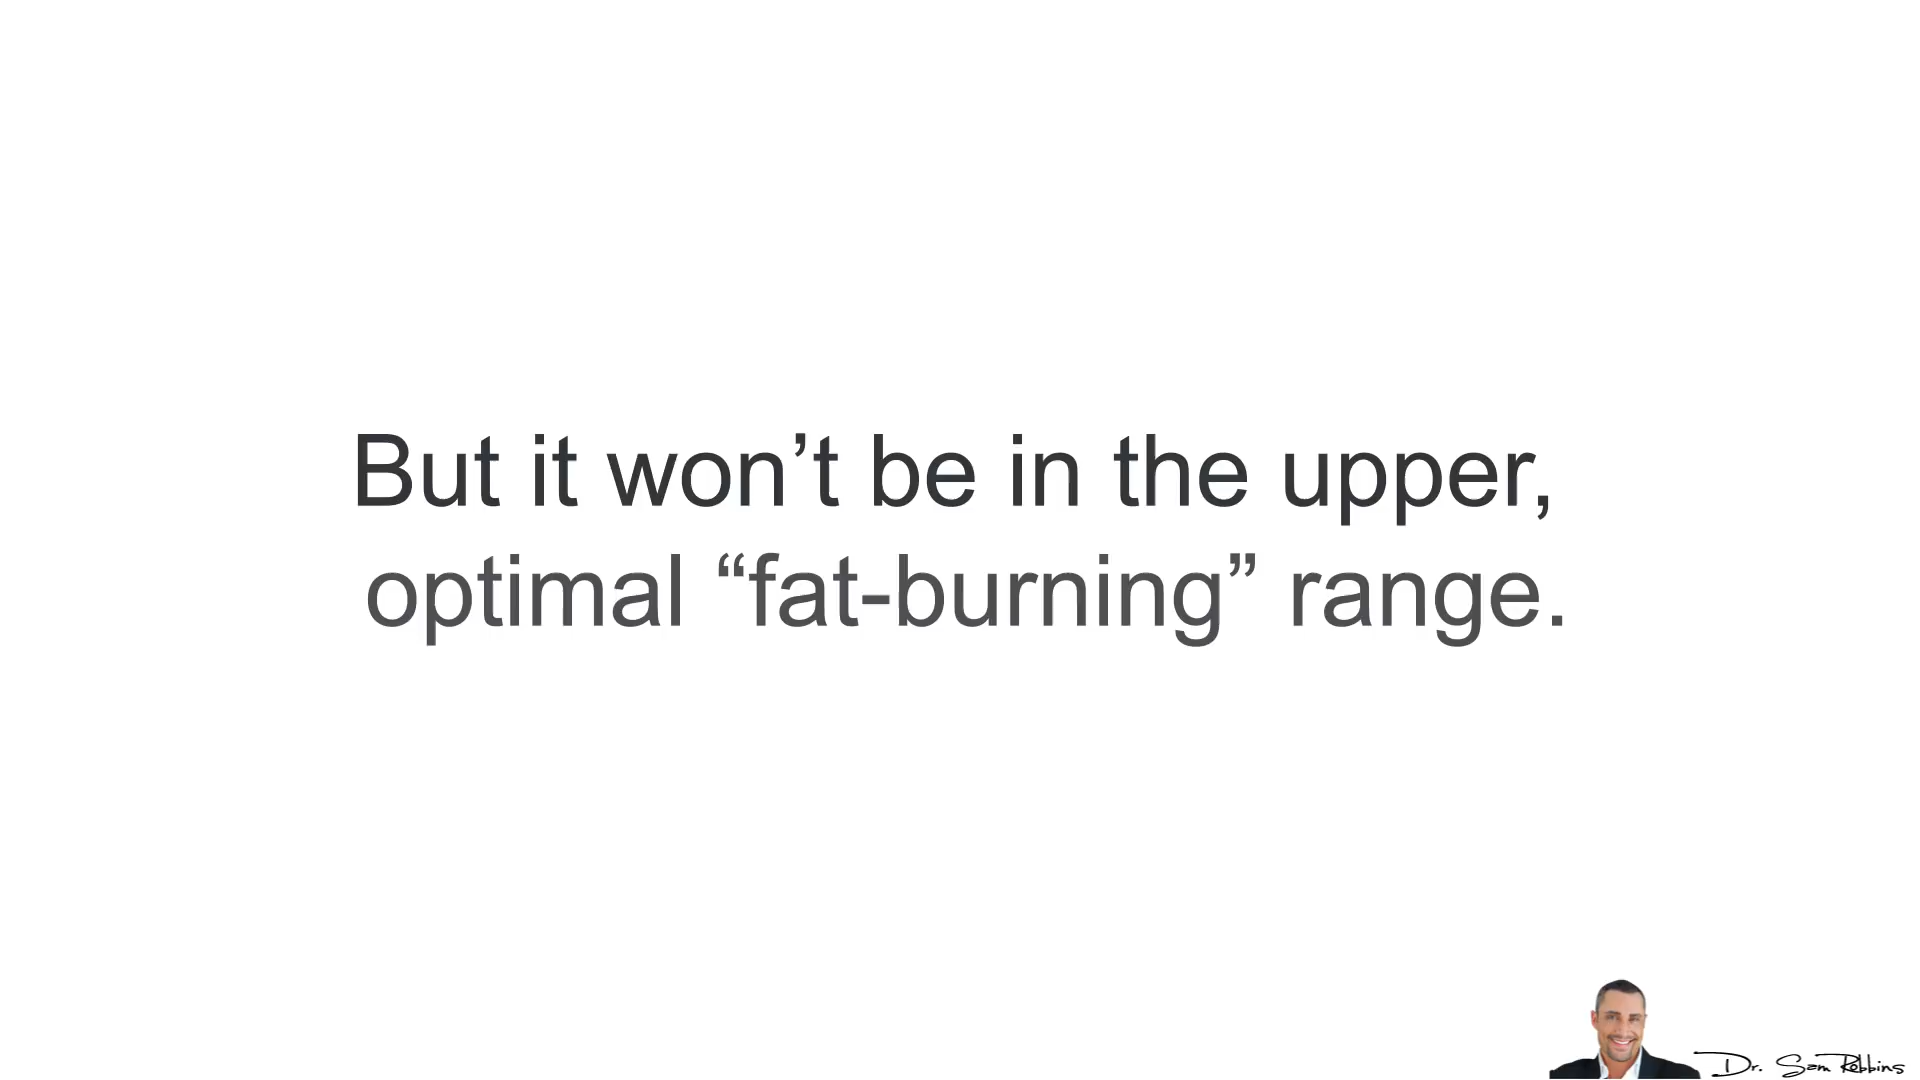 But it won’t be in the upper,
optimal “fat-burning” range.
Dr. Sam Robbins